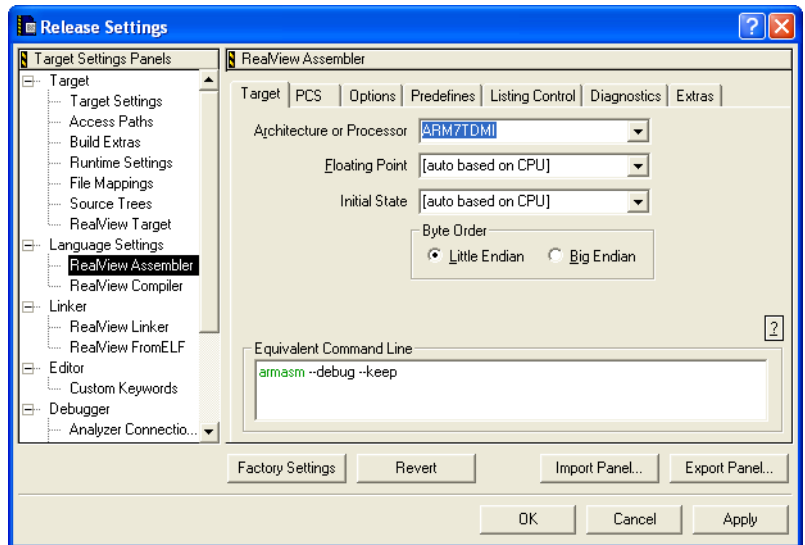 Release Settings
Target Settings Panels
Target
Target Settings
Access Paths
Build Extras
Runtime Settings
File Mappings
Source Trees
RealView Target
Language Settings
RealView Assembler
RealView Compiler
Linker
RealView Linker
RealView FromELF
Editor
Custom Keywords
Debugger
Analyzer Connectio...
RealView Assembler
Target PCS Options Predefines Listing Control Diagnostics Extras
Architecture or Processor ARM7TDMI
Floating Point [auto based on CPU]
Initial State [auto based on CPU]
Byte Order
Little Endian Big Endian
?
Equivalent Command Line
armasm --debug --keep
Factory Settings Revert Import Panel... Export Panel...
OK Cancel Apply